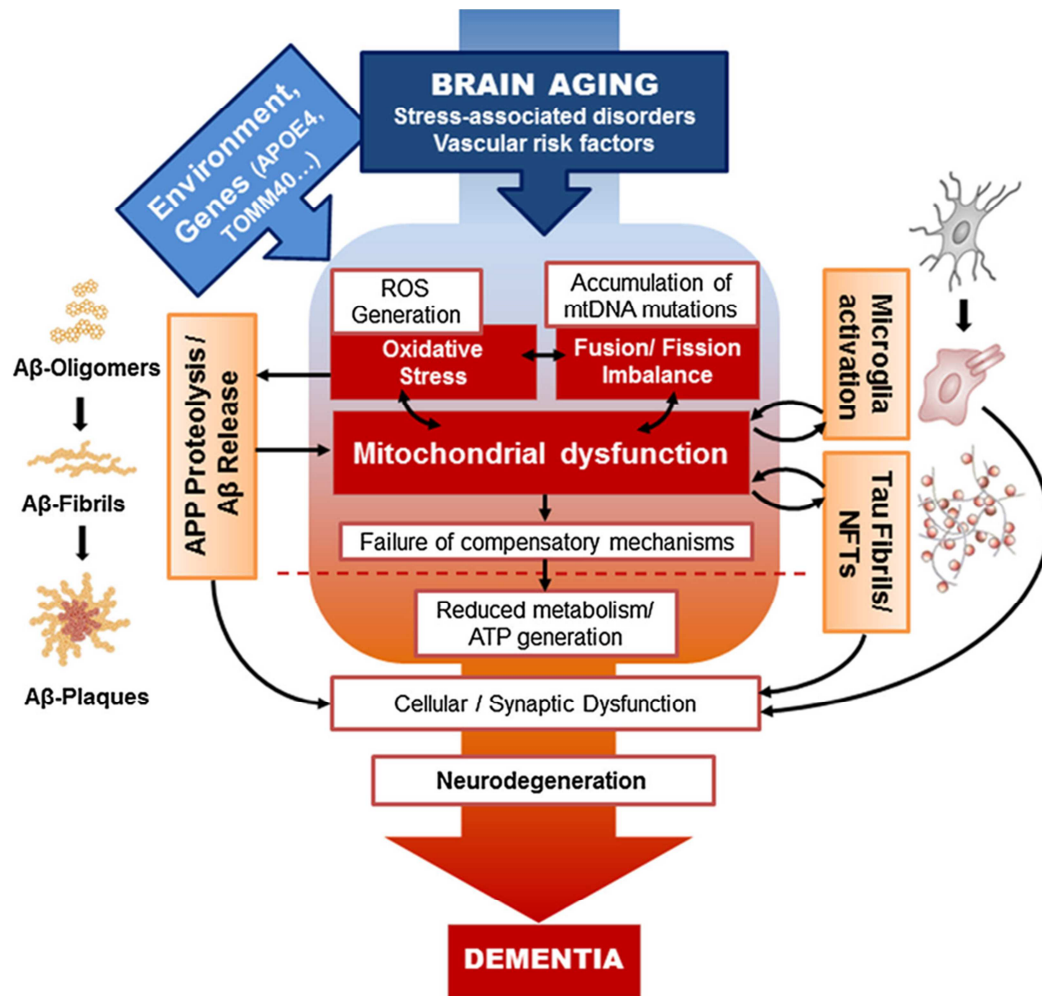 BRAIN AGING
Stress-associated disorders
Vascular risk factors
Environment,
Genes (APOE4,
TOMM40...)
ROS
Generation
Accumulation of
mtDNA mutations
Oxidative
Stress
Fusion/ Fission
Imbalance
Mitochondrial dysfunction
Failure of compensatory mechanisms
Reduced metabolism/
ATP generation
Cellular / Synaptic Dysfunction
Neurodegeneration
DEMENTIA
Aβ-Oligomers
Aβ-Fibrils
Aβ-Plaques
APP Proteolysis /
Aβ Release
Microglia
activation
Tau Fibrils/
NFTs